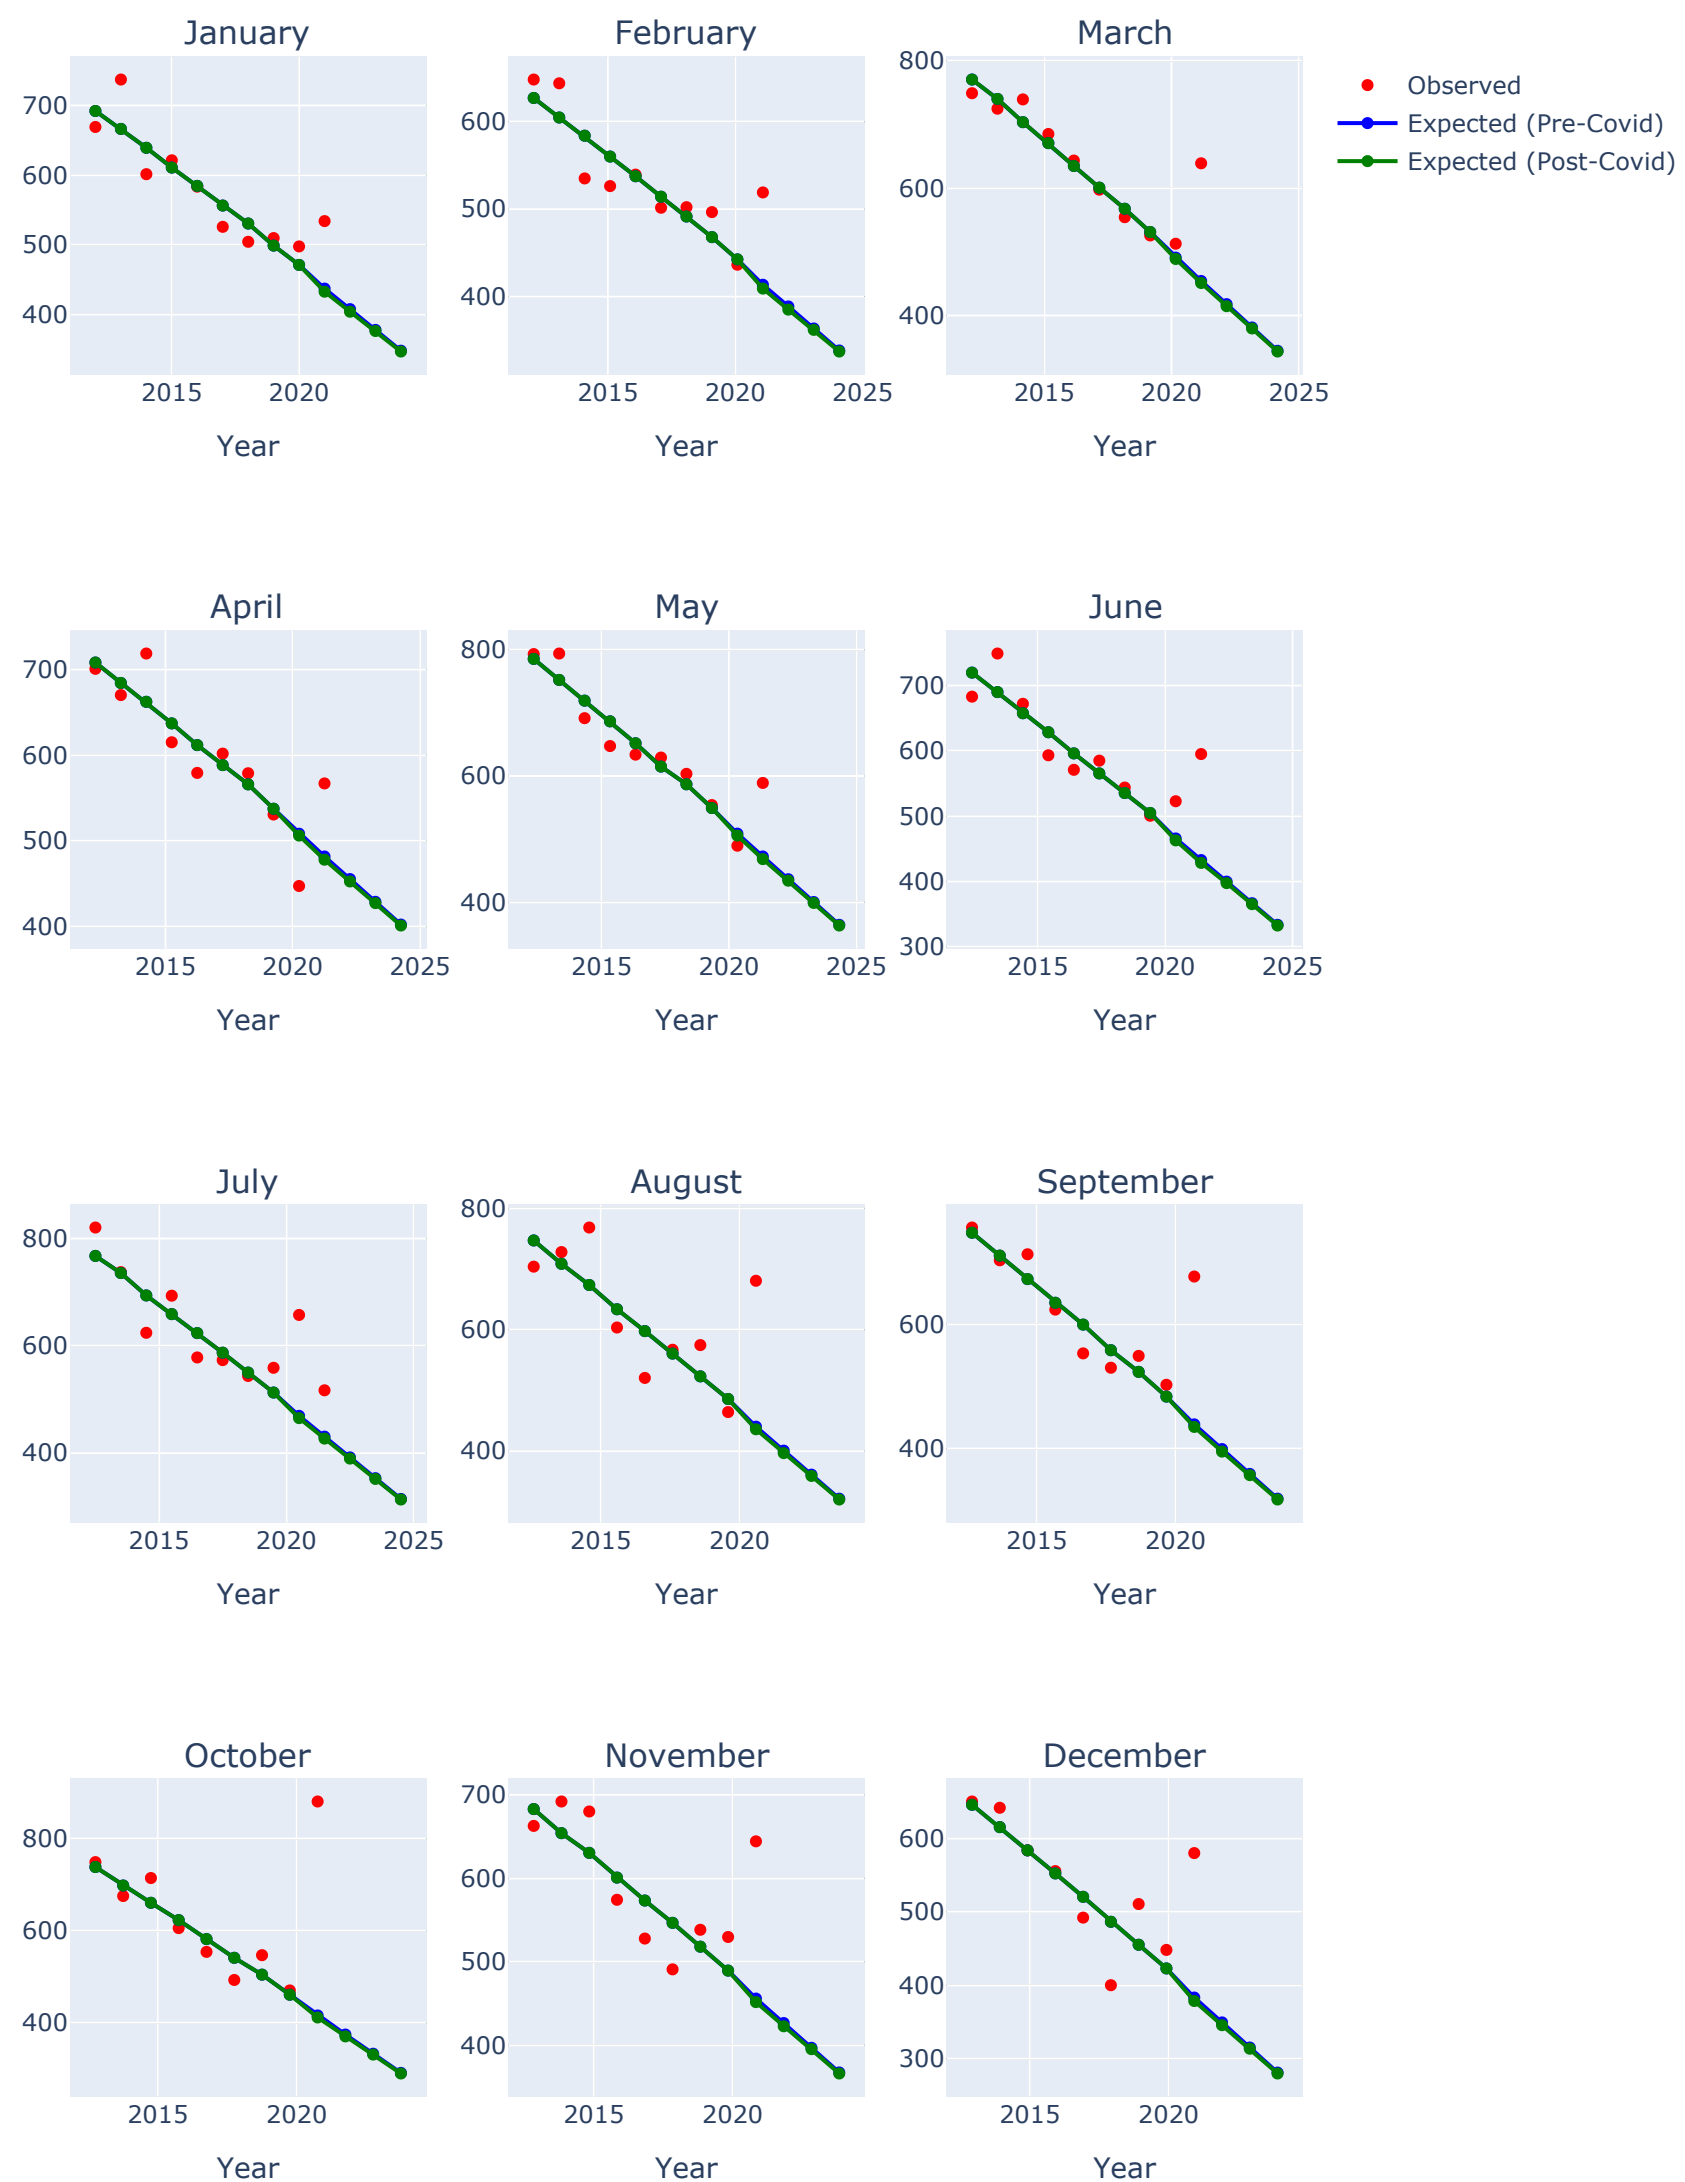 January
February
March
700
600
500
400
2015
2020
Year
600
500
400
2015
2020
2025
Year
800
600
400
2015
2020
2025
Year
Observed
Expected (Pre-Covid)
Expected (Post-Covid)
April
May
June
700
600
500
400
2015
2020
2025
Year
800
600
400
2015
2020
2025
Year
700
600
500
400
300
2015
2020
2025
Year
July
August
September
800
600
400
2015
2020
2025
Year
800
600
400
2015
2020
Year
600
400
2015
2020
Year
October
November
December
800
600
400
2015
2020
Year
700
600
500
400
2015
2020
Year
600
500
400
300
2015
2020
Year